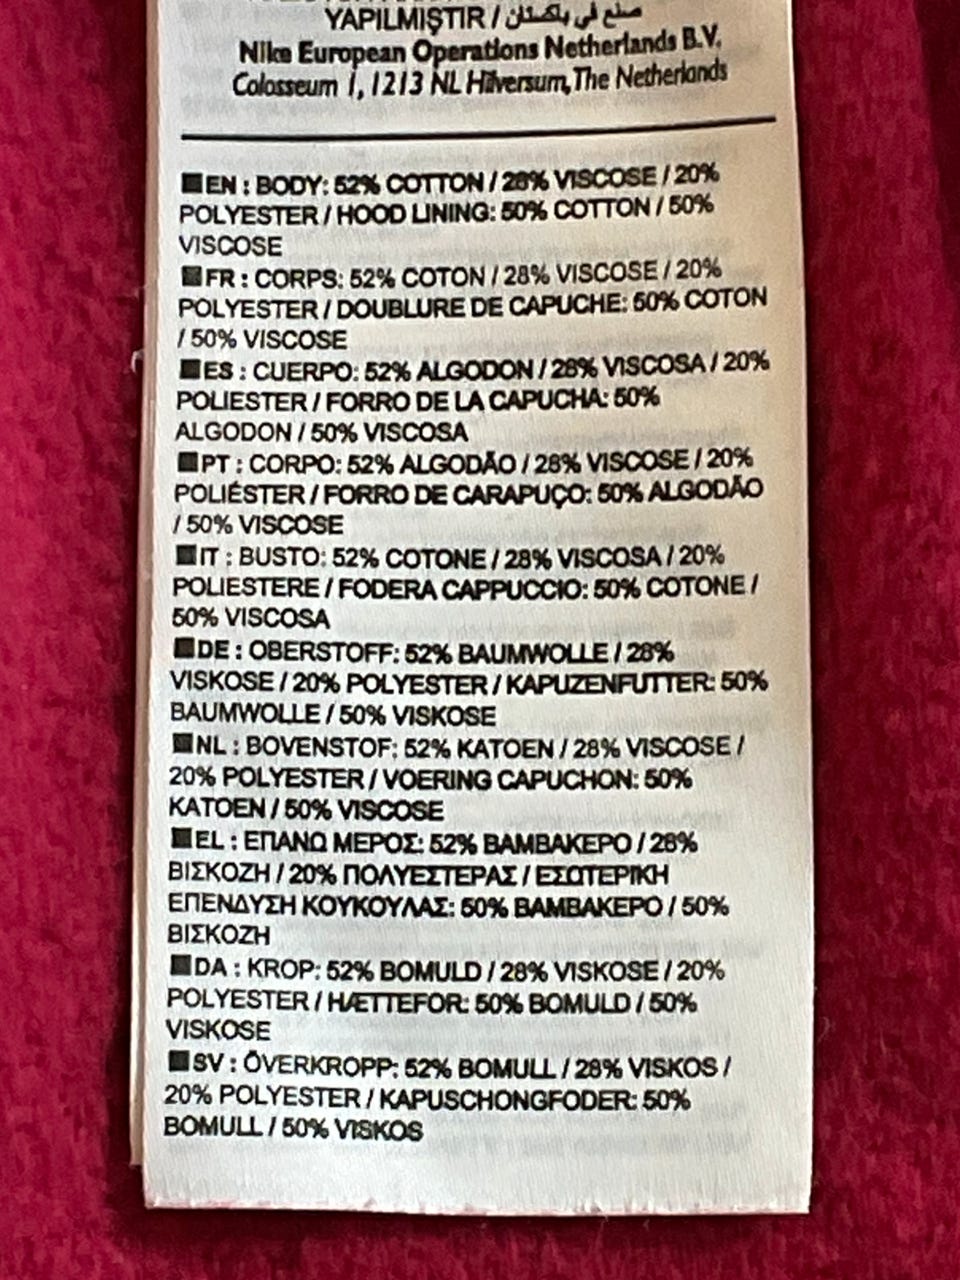 YAPILMIŞTIR / صنع في باكستان
Nike European Operations Netherlands B.V.
Colosseum 1, 1213 NL Hilversum, The Netherlands
■EN : BODY: 52% COTTON / 28% VISCOSE / 20%
POLYESTER / HOOD LINING: 50% COTTON / 50%
VISCOSE
■FR : CORPS: 52% COTON / 28% VISCOSE / 20%
POLYESTER / DOUBLURE DE CAPUCHE: 50% COTON
/ 50% VISCOSE
■ES : CUERPO: 52% ALGODON / 28% VISCOSA / 20%
POLIESTER / FORRO DE LA CAPUCHA: 50%
ALGODON / 50% VISCOSA
■PT : CORPO: 52% ALGODÃO / 28% VISCOSE / 20%
POLIÉSTER / FORRO DE CARAPUÇO: 50% ALGODÃO
/ 50% VISCOSE
■IT : BUSTO: 52% COTONE / 28% VISCOSA / 20%
POLIESTERE / FODERA CAPPUCCIO: 50% COTONE /
50% VISCOSA
■DE : OBERSTOFF: 52% BAUMWOLLE / 28%
VISKOSE / 20% POLYESTER / KAPUZENFUTTER: 50%
BAUMWOLLE / 50% VISKOSE
■NL : BOVENSTOF: 52% KATOEN / 28% VISCOSE /
20% POLYESTER / VOERING CAPUCHON: 50%
KATOEN / 50% VISCOSE
■EL : ΕΠΑΝΩ ΜΕΡΟΣ: 52% ΒΑΜΒΑΚΕΡΟ / 28%
ΒΙΣΚΟΖΗ / 20% ΠΟΛΥΕΣΤΕΡΑΣ / ΕΣΩΤΕΡΙΚΗ
ΕΠΕΝΔΥΣΗ ΚΟΥΚΟΥΛΑΣ: 50% ΒΑΜΒΑΚΕΡΟ / 50%
ΒΙΣΚΟΖΗ
■DA : KROP: 52% BOMULD / 28% VISKOSE / 20%
POLYESTER / HÆTTEFOR: 50% BOMULD / 50%
VISKOSE
■SV : ÖVERKROPP: 52% BOMULL / 28% VISKOS /
20% POLYESTER / KAPUSCHONGFODER: 50%
BOMULL / 50% VISKOS